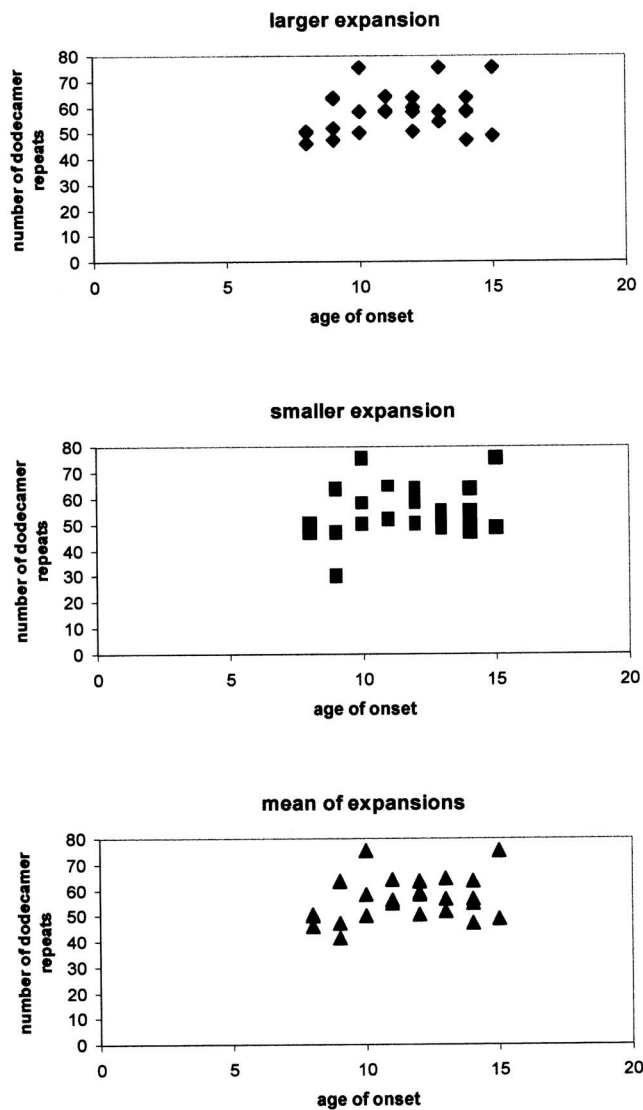 larger expansion
number of dodecamer
repeats
80
70
60
50
40
30
20
10
0
0 5 10 15 20
age of onset
smaller expansion
number of dodecamer
repeats
80
70
60
50
40
30
20
10
0
0 5 10 15 20
age of onset
mean of expansions
number of dodecamer
repeats
80
70
60
50
40
30
20
10
0
0 5 10 15 20
age of onset